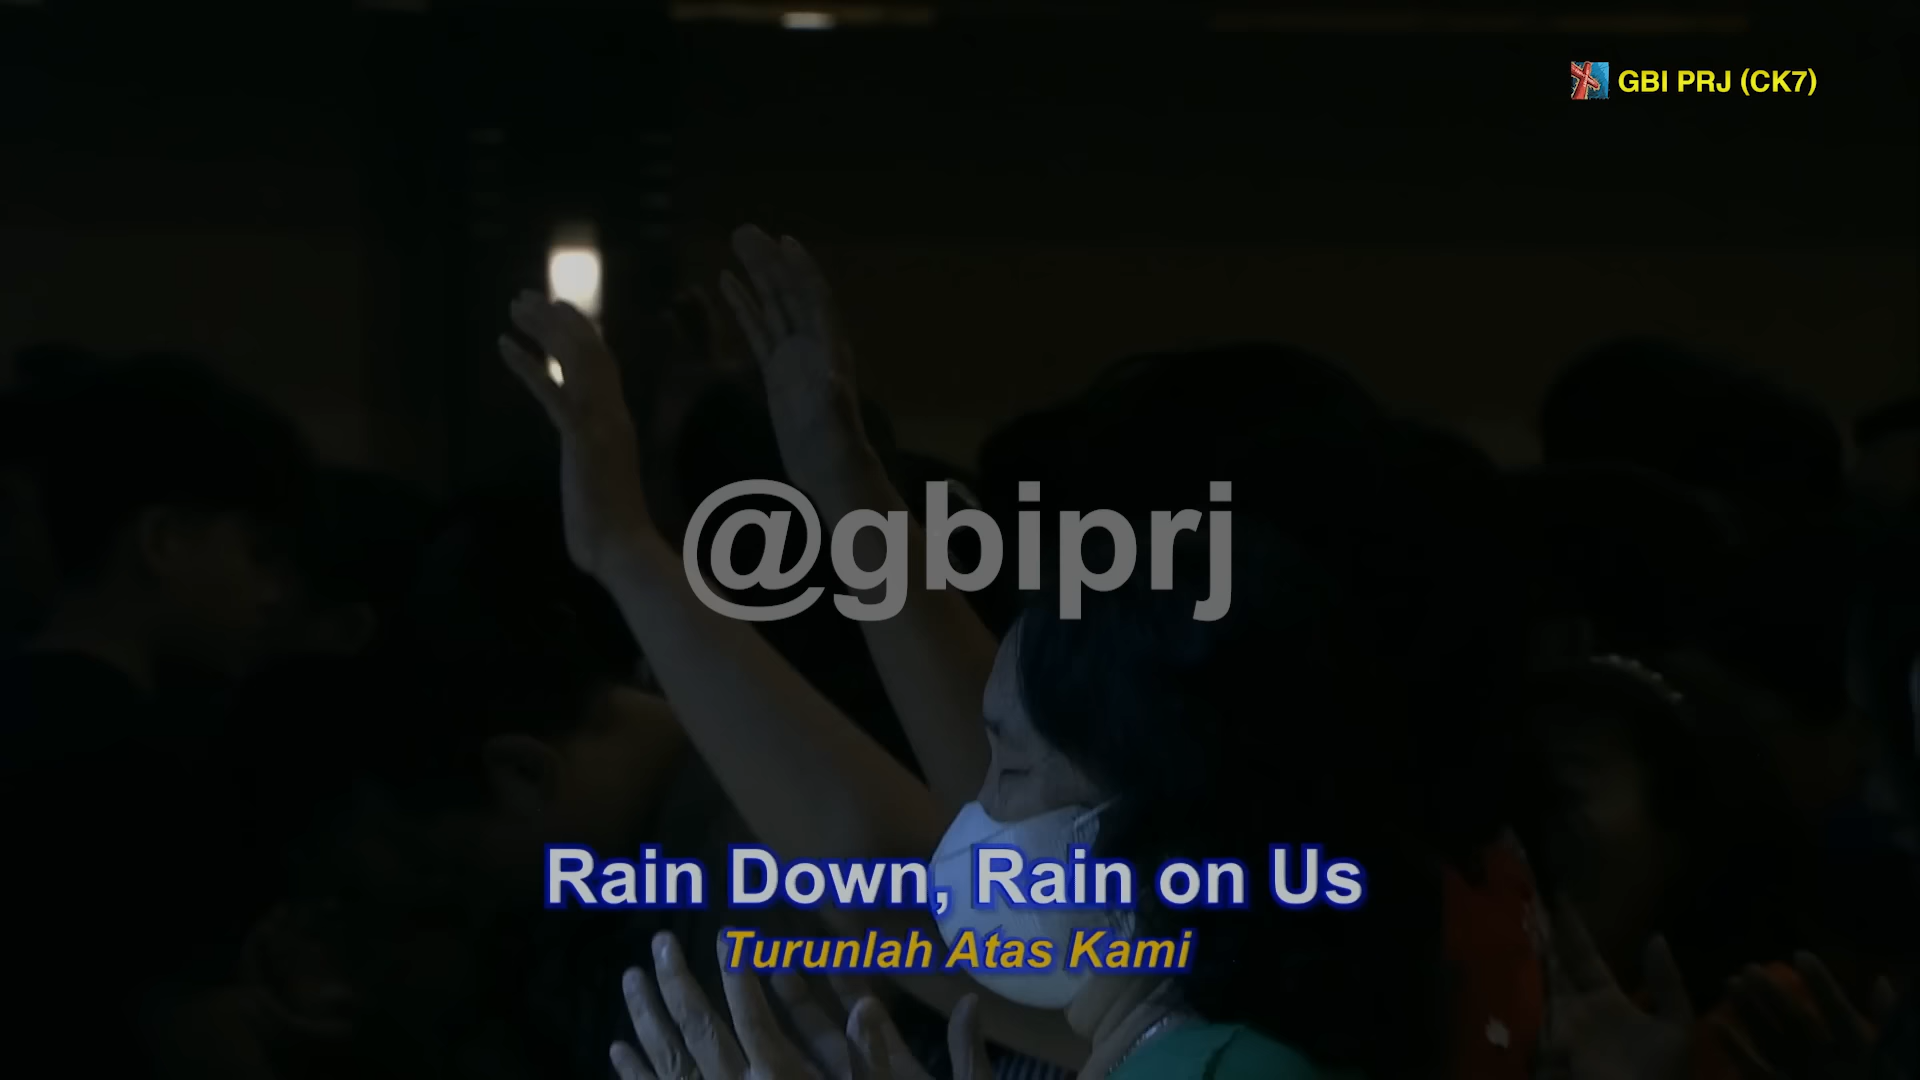 GBI PRJ (CK7)
@gbiprj
Rain Down, Rain on Us
Turunlah Atas Kami